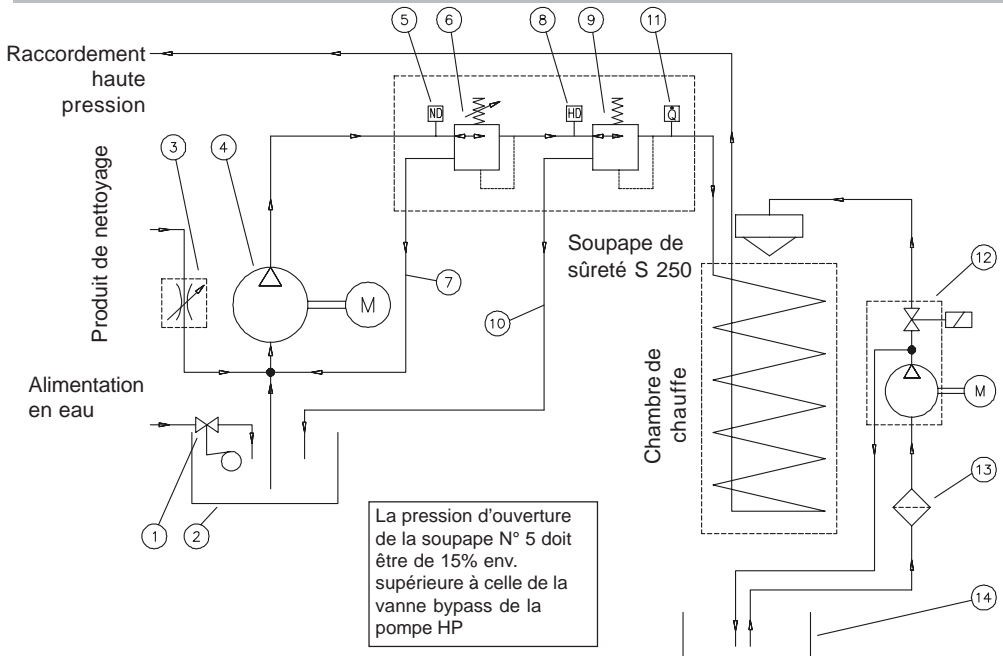 5
6
8
9
11
Raccordement
haute
pression
ND
HD
Q̇
3
4
Produit de nettoyage
M
7
10
Soupape de
sûreté S 250
12
Alimentation
en eau
Chambre de
chauffe
M
1
2
La pression d'ouverture
de la soupape N° 5 doit
être de 15% env.
supérieure à celle de la
vanne bypass de la
pompe HP
13
14